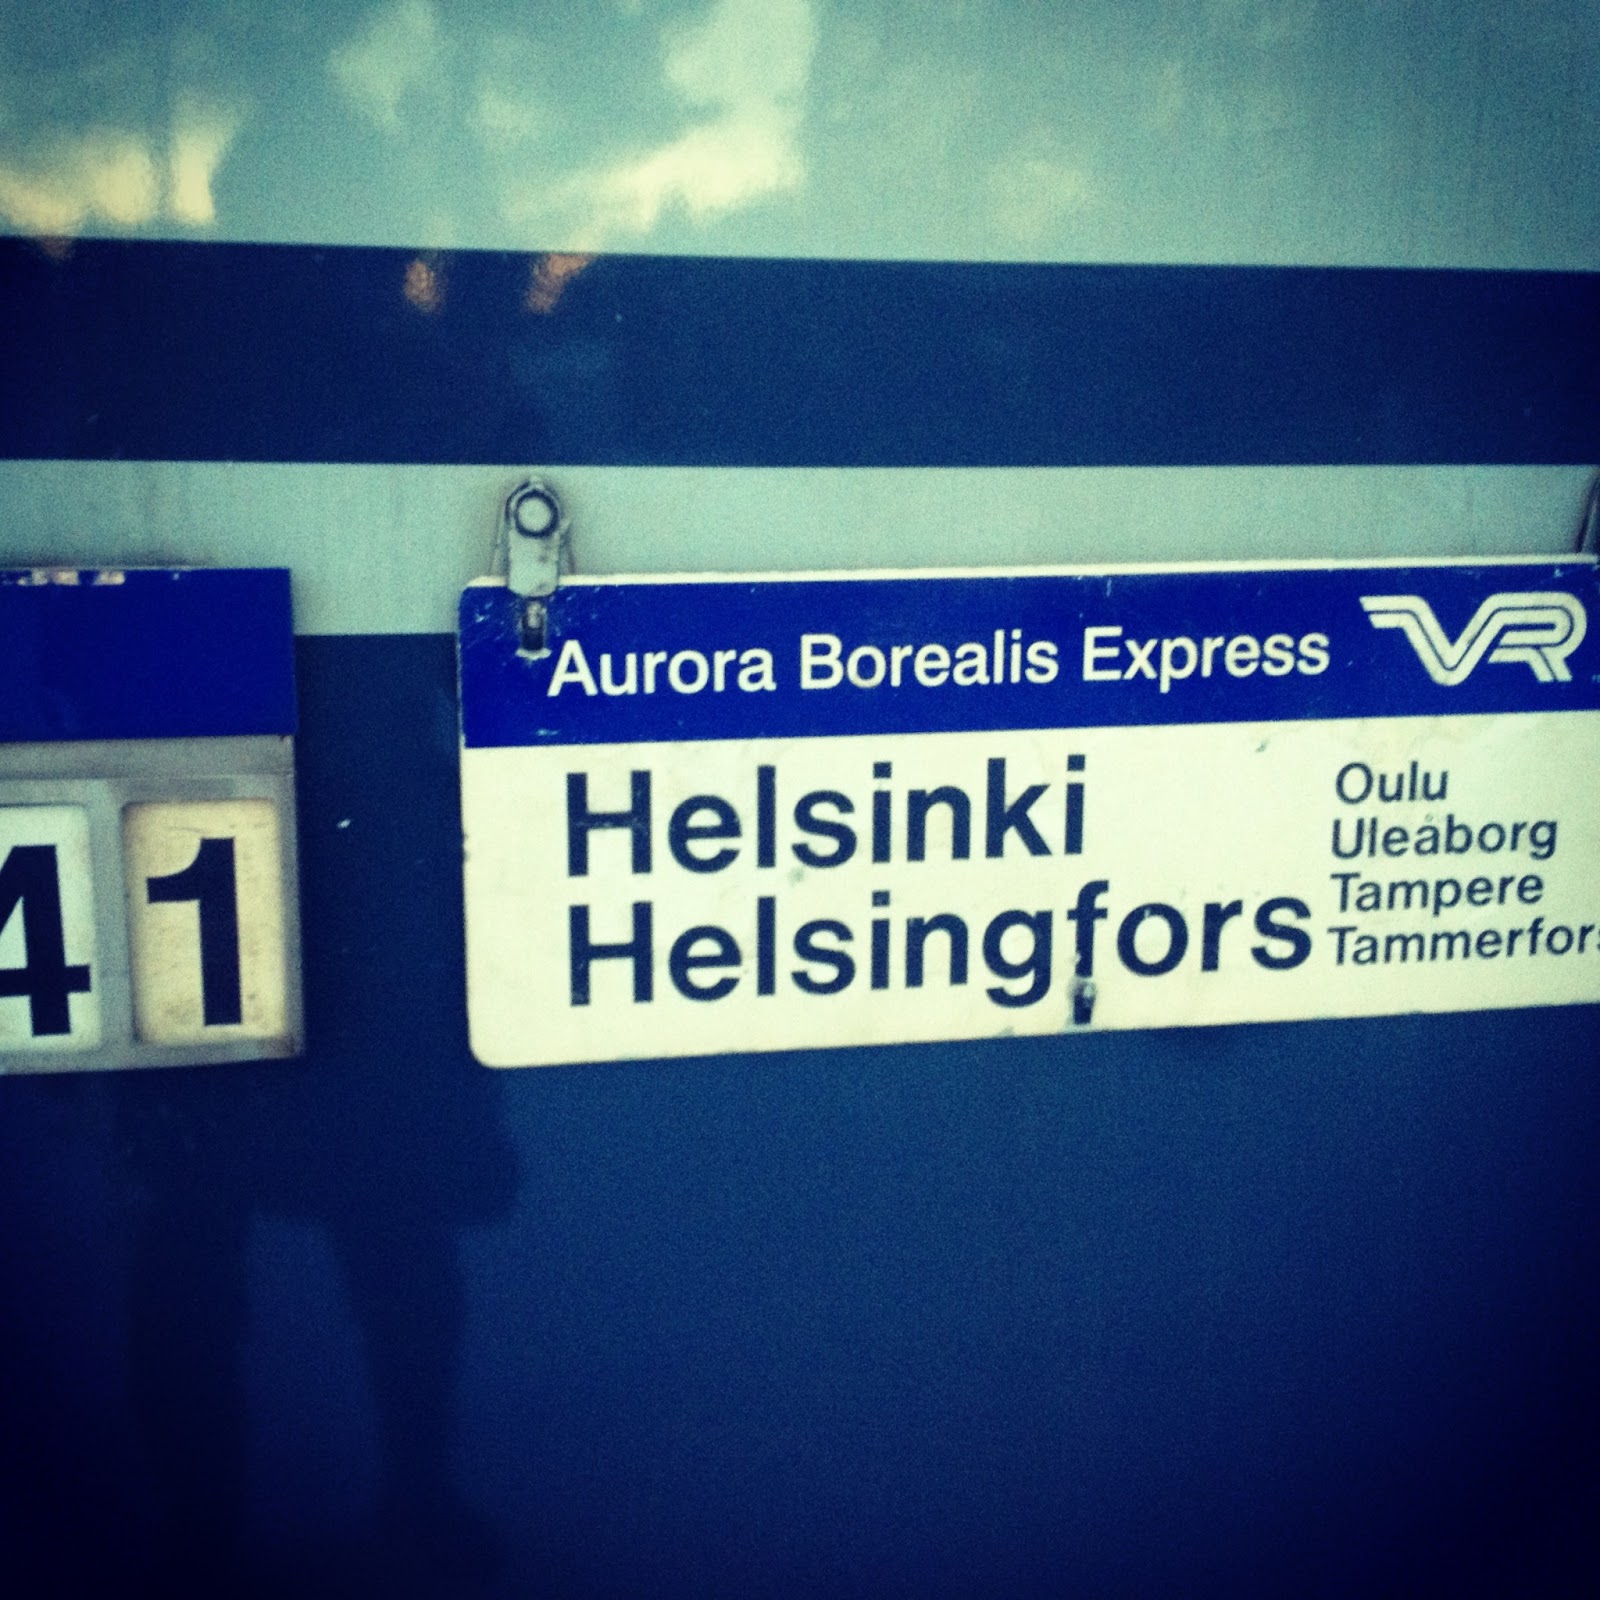 41
Aurora Borealis Express VR
Helsinki
Helsingfors
Oulu
Uleåborg
Tampere
Tammerfors